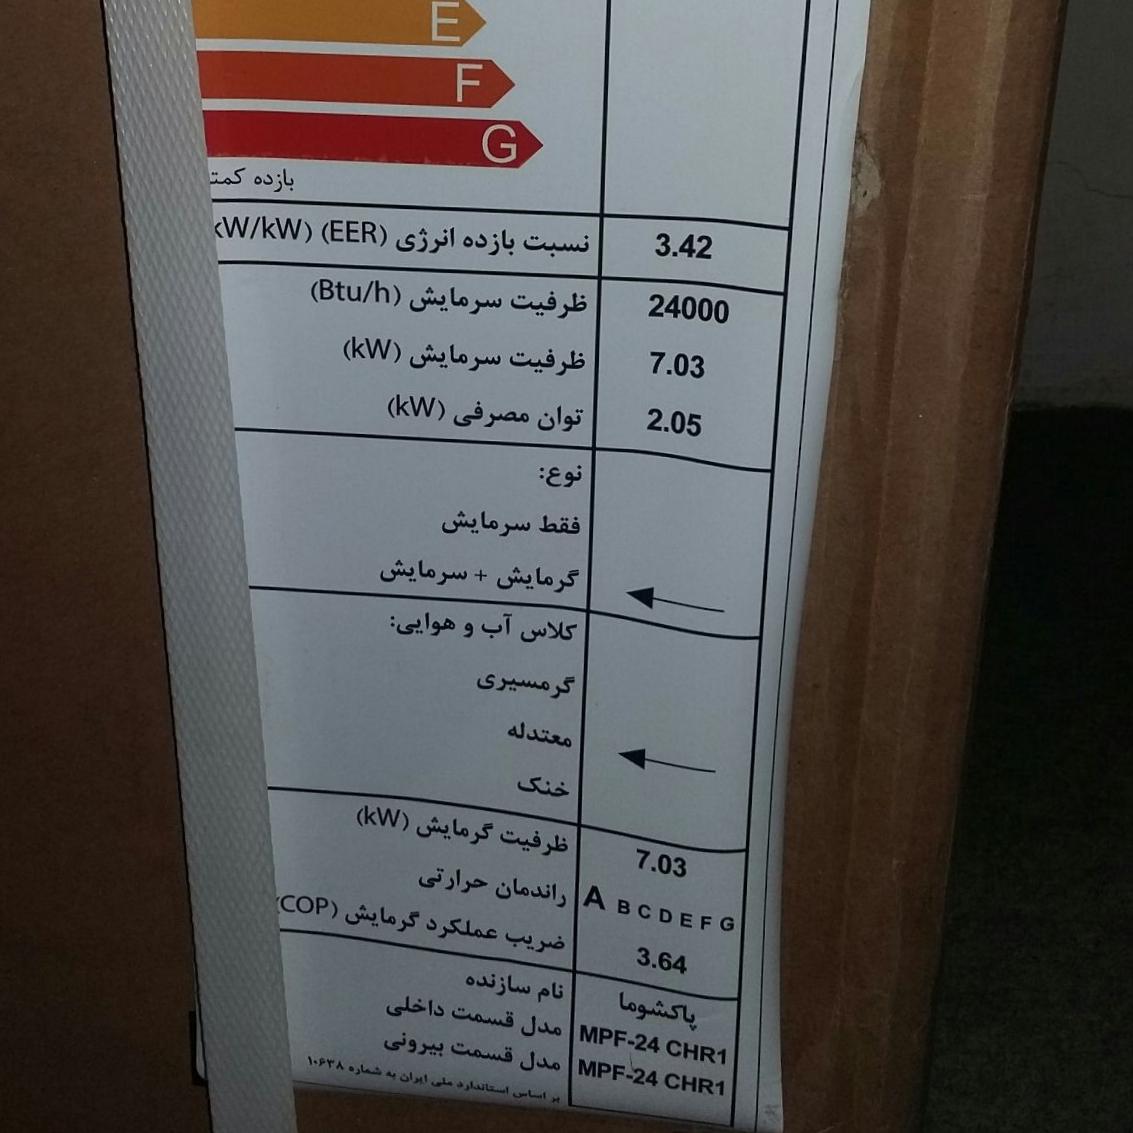 E
F
G
بازده کمت
نسبت بازده انرژی (EER) (kW/kW) 3.42
ظرفیت سرمایش (Btu/h) 24000
ظرفیت سرمایش (kW) 7.03
توان مصرفی (kW) 2.05
نوع:
فقط سرمایش
گرمایش + سرمایش
کلاس آب و هوایی:
گرمسیری
معتدله
خنک
ظرفیت گرمایش (kW) 7.03
راندمان حرارتی A B C D E F G
ضریب عملکرد گرمایش (COP) 3.64
نام سازنده پاکشوما
مدل قسمت داخلی MPF-24 CHR1
مدل قسمت بیرونی MPF-24 CHR1
بر اساس استاندارد ملی ایران به شماره ۱۰۶۳۸